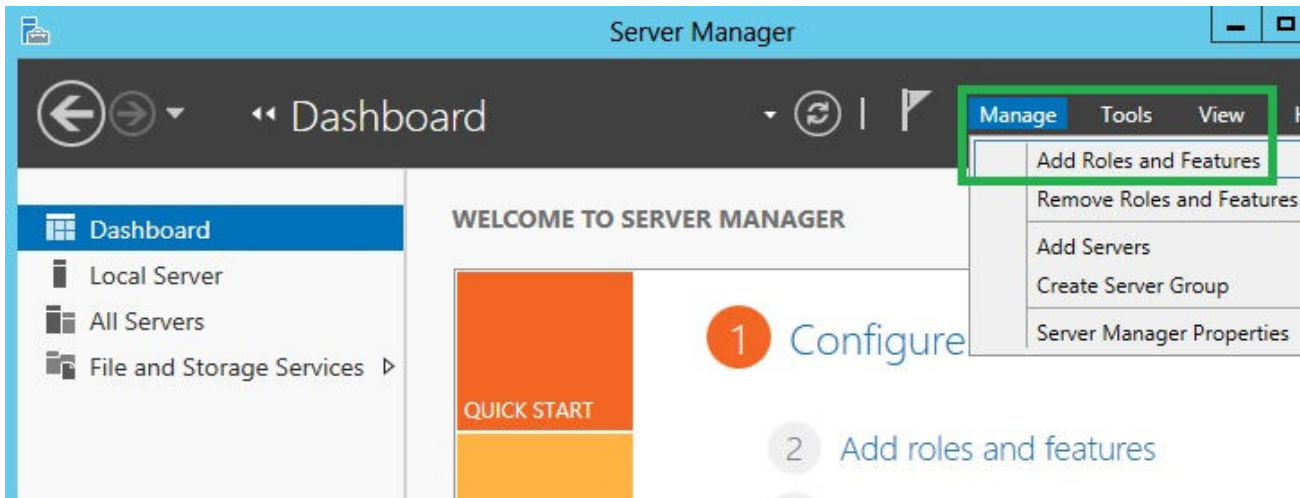 Server Manager
Dashboard
Manage Tools View
Add Roles and Features
Remove Roles and Features
Add Servers
Create Server Group
Server Manager Properties
Dashboard
Local Server
All Servers
File and Storage Services
WELCOME TO SERVER MANAGER
QUICK START
1 Configure
2 Add roles and features